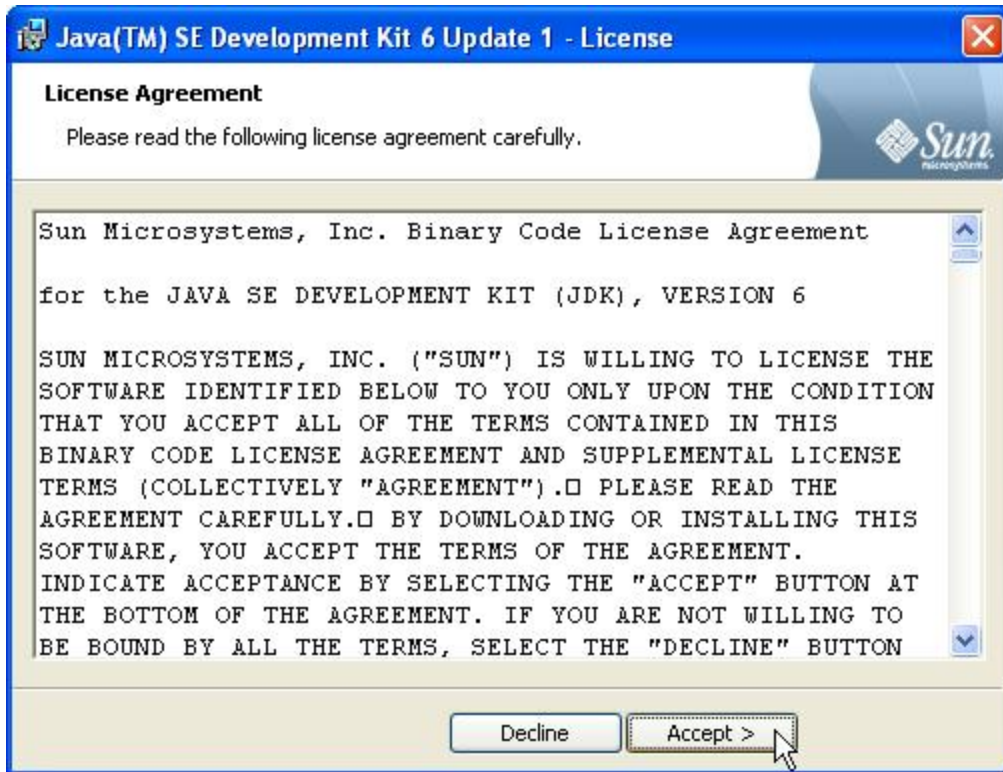 Java(TM) SE Development Kit 6 Update 1 - License
License Agreement
Please read the following license agreement carefully.
Sun
microsystems
Sun Microsystems, Inc. Binary Code License Agreement
for the JAVA SE DEVELOPMENT KIT (JDK), VERSION 6
SUN MICROSYSTEMS, INC. ("SUN") IS WILLING TO LICENSE THE
SOFTWARE IDENTIFIED BELOW TO YOU ONLY UPON THE CONDITION
THAT YOU ACCEPT ALL OF THE TERMS CONTAINED IN THIS
BINARY CODE LICENSE AGREEMENT AND SUPPLEMENTAL LICENSE
TERMS (COLLECTIVELY "AGREEMENT").□ PLEASE READ THE
AGREEMENT CAREFULLY.□ BY DOWNLOADING OR INSTALLING THIS
SOFTWARE, YOU ACCEPT THE TERMS OF THE AGREEMENT.
INDICATE ACCEPTANCE BY SELECTING THE "ACCEPT" BUTTON AT
THE BOTTOM OF THE AGREEMENT. IF YOU ARE NOT WILLING TO
BE BOUND BY ALL THE TERMS, SELECT THE "DECLINE" BUTTON
Decline
Accept >